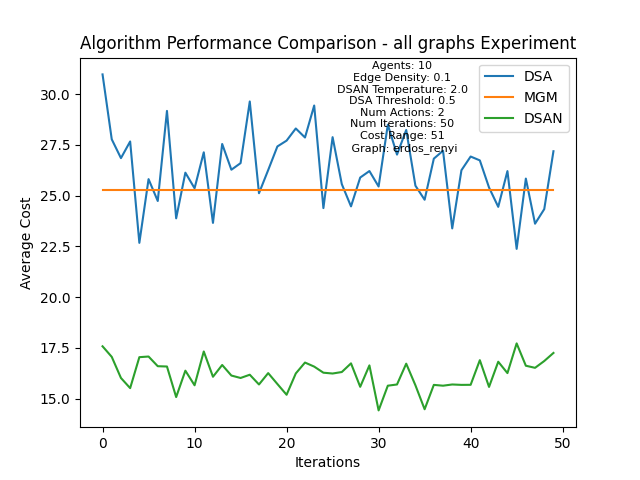 Algorithm Performance Comparison - all graphs Experiment
Agents: 10
Edge Density: 0.1
DSAN Temperature: 2.0
DSA Threshold: 0.5
Num Actions: 2
Num Iterations: 50
Cost Range: 51
Graph: erdos_renyi
DSA
MGM
DSAN
30.0
27.5
25.0
22.5
20.0
17.5
15.0
Average Cost
0
10
20
30
40
50
Iterations